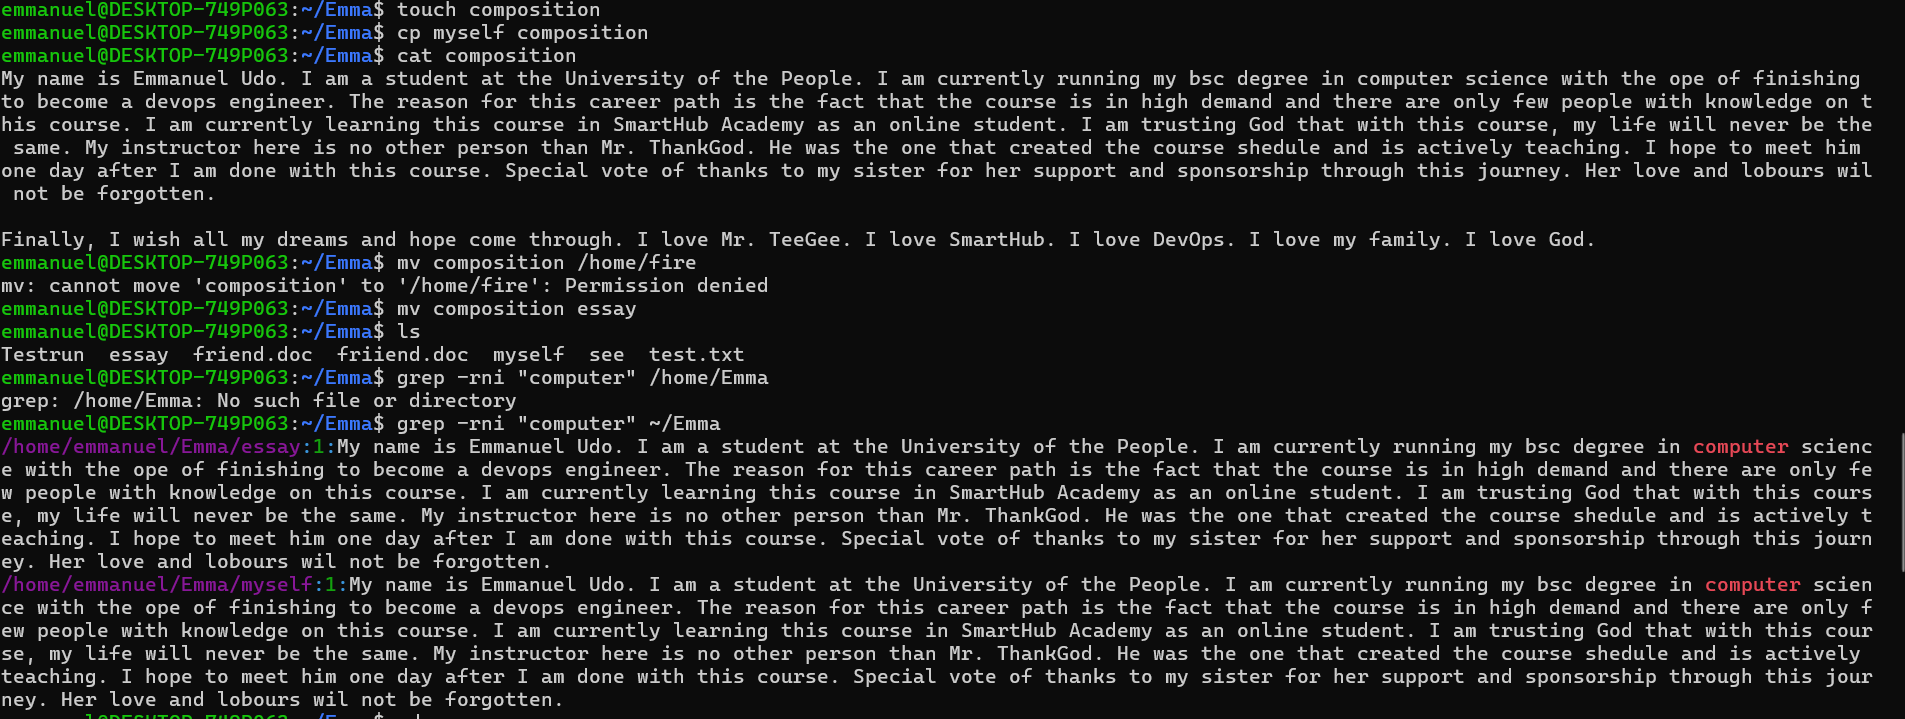 emmanuel@DESKTOP-749P063:~/Emma$ touch composition
emmanuel@DESKTOP-749P063:~/Emma$ cp myself composition
emmanuel@DESKTOP-749P063:~/Emma$ cat composition
My name is Emmanuel Udo. I am a student at the University of the People. I am currently running my bsc degree in computer science with the ope of finishing
to become a devops engineer. The reason for this career path is the fact that the course is in high demand and there are only few people with knowledge on t
his course. I am currently learning this course in SmartHub Academy as an online student. I am trusting God that with this course, my life will never be the
 same. My instructor here is no other person than Mr. ThankGod. He was the one that created the course shedule and is actively teaching. I hope to meet him
one day after I am done with this course. Special vote of thanks to my sister for her support and sponsorship through this journey. Her love and lobours wil
 not be forgotten.

Finally, I wish all my dreams and hope come through. I love Mr. TeeGee. I love SmartHub. I love DevOps. I love my family. I love God.
emmanuel@DESKTOP-749P063:~/Emma$ mv composition /home/fire
mv: cannot move 'composition' to '/home/fire': Permission denied
emmanuel@DESKTOP-749P063:~/Emma$ mv composition essay
emmanuel@DESKTOP-749P063:~/Emma$ ls
Testrun  essay  friend.doc  friiend.doc  myself  see  test.txt
emmanuel@DESKTOP-749P063:~/Emma$ grep -rni "computer" /home/Emma
grep: /home/Emma: No such file or directory
emmanuel@DESKTOP-749P063:~/Emma$ grep -rni "computer" ~/Emma
/home/emmanuel/Emma/essay:1:My name is Emmanuel Udo. I am a student at the University of the People. I am currently running my bsc degree in computer scienc
e with the ope of finishing to become a devops engineer. The reason for this career path is the fact that the course is in high demand and there are only fe
w people with knowledge on this course. I am currently learning this course in SmartHub Academy as an online student. I am trusting God that with this cours
e, my life will never be the same. My instructor here is no other person than Mr. ThankGod. He was the one that created the course shedule and is actively t
eaching. I hope to meet him one day after I am done with this course. Special vote of thanks to my sister for her support and sponsorship through this journ
ey. Her love and lobours wil not be forgotten.
/home/emmanuel/Emma/myself:1:My name is Emmanuel Udo. I am a student at the University of the People. I am currently running my bsc degree in computer scien
ce with the ope of finishing to become a devops engineer. The reason for this career path is the fact that the course is in high demand and there are only f
ew people with knowledge on this course. I am currently learning this course in SmartHub Academy as an online student. I am trusting God that with this cour
se, my life will never be the same. My instructor here is no other person than Mr. ThankGod. He was the one that created the course shedule and is actively
teaching. I hope to meet him one day after I am done with this course. Special vote of thanks to my sister for her support and sponsorship through this jour
ney. Her love and lobours wil not be forgotten.